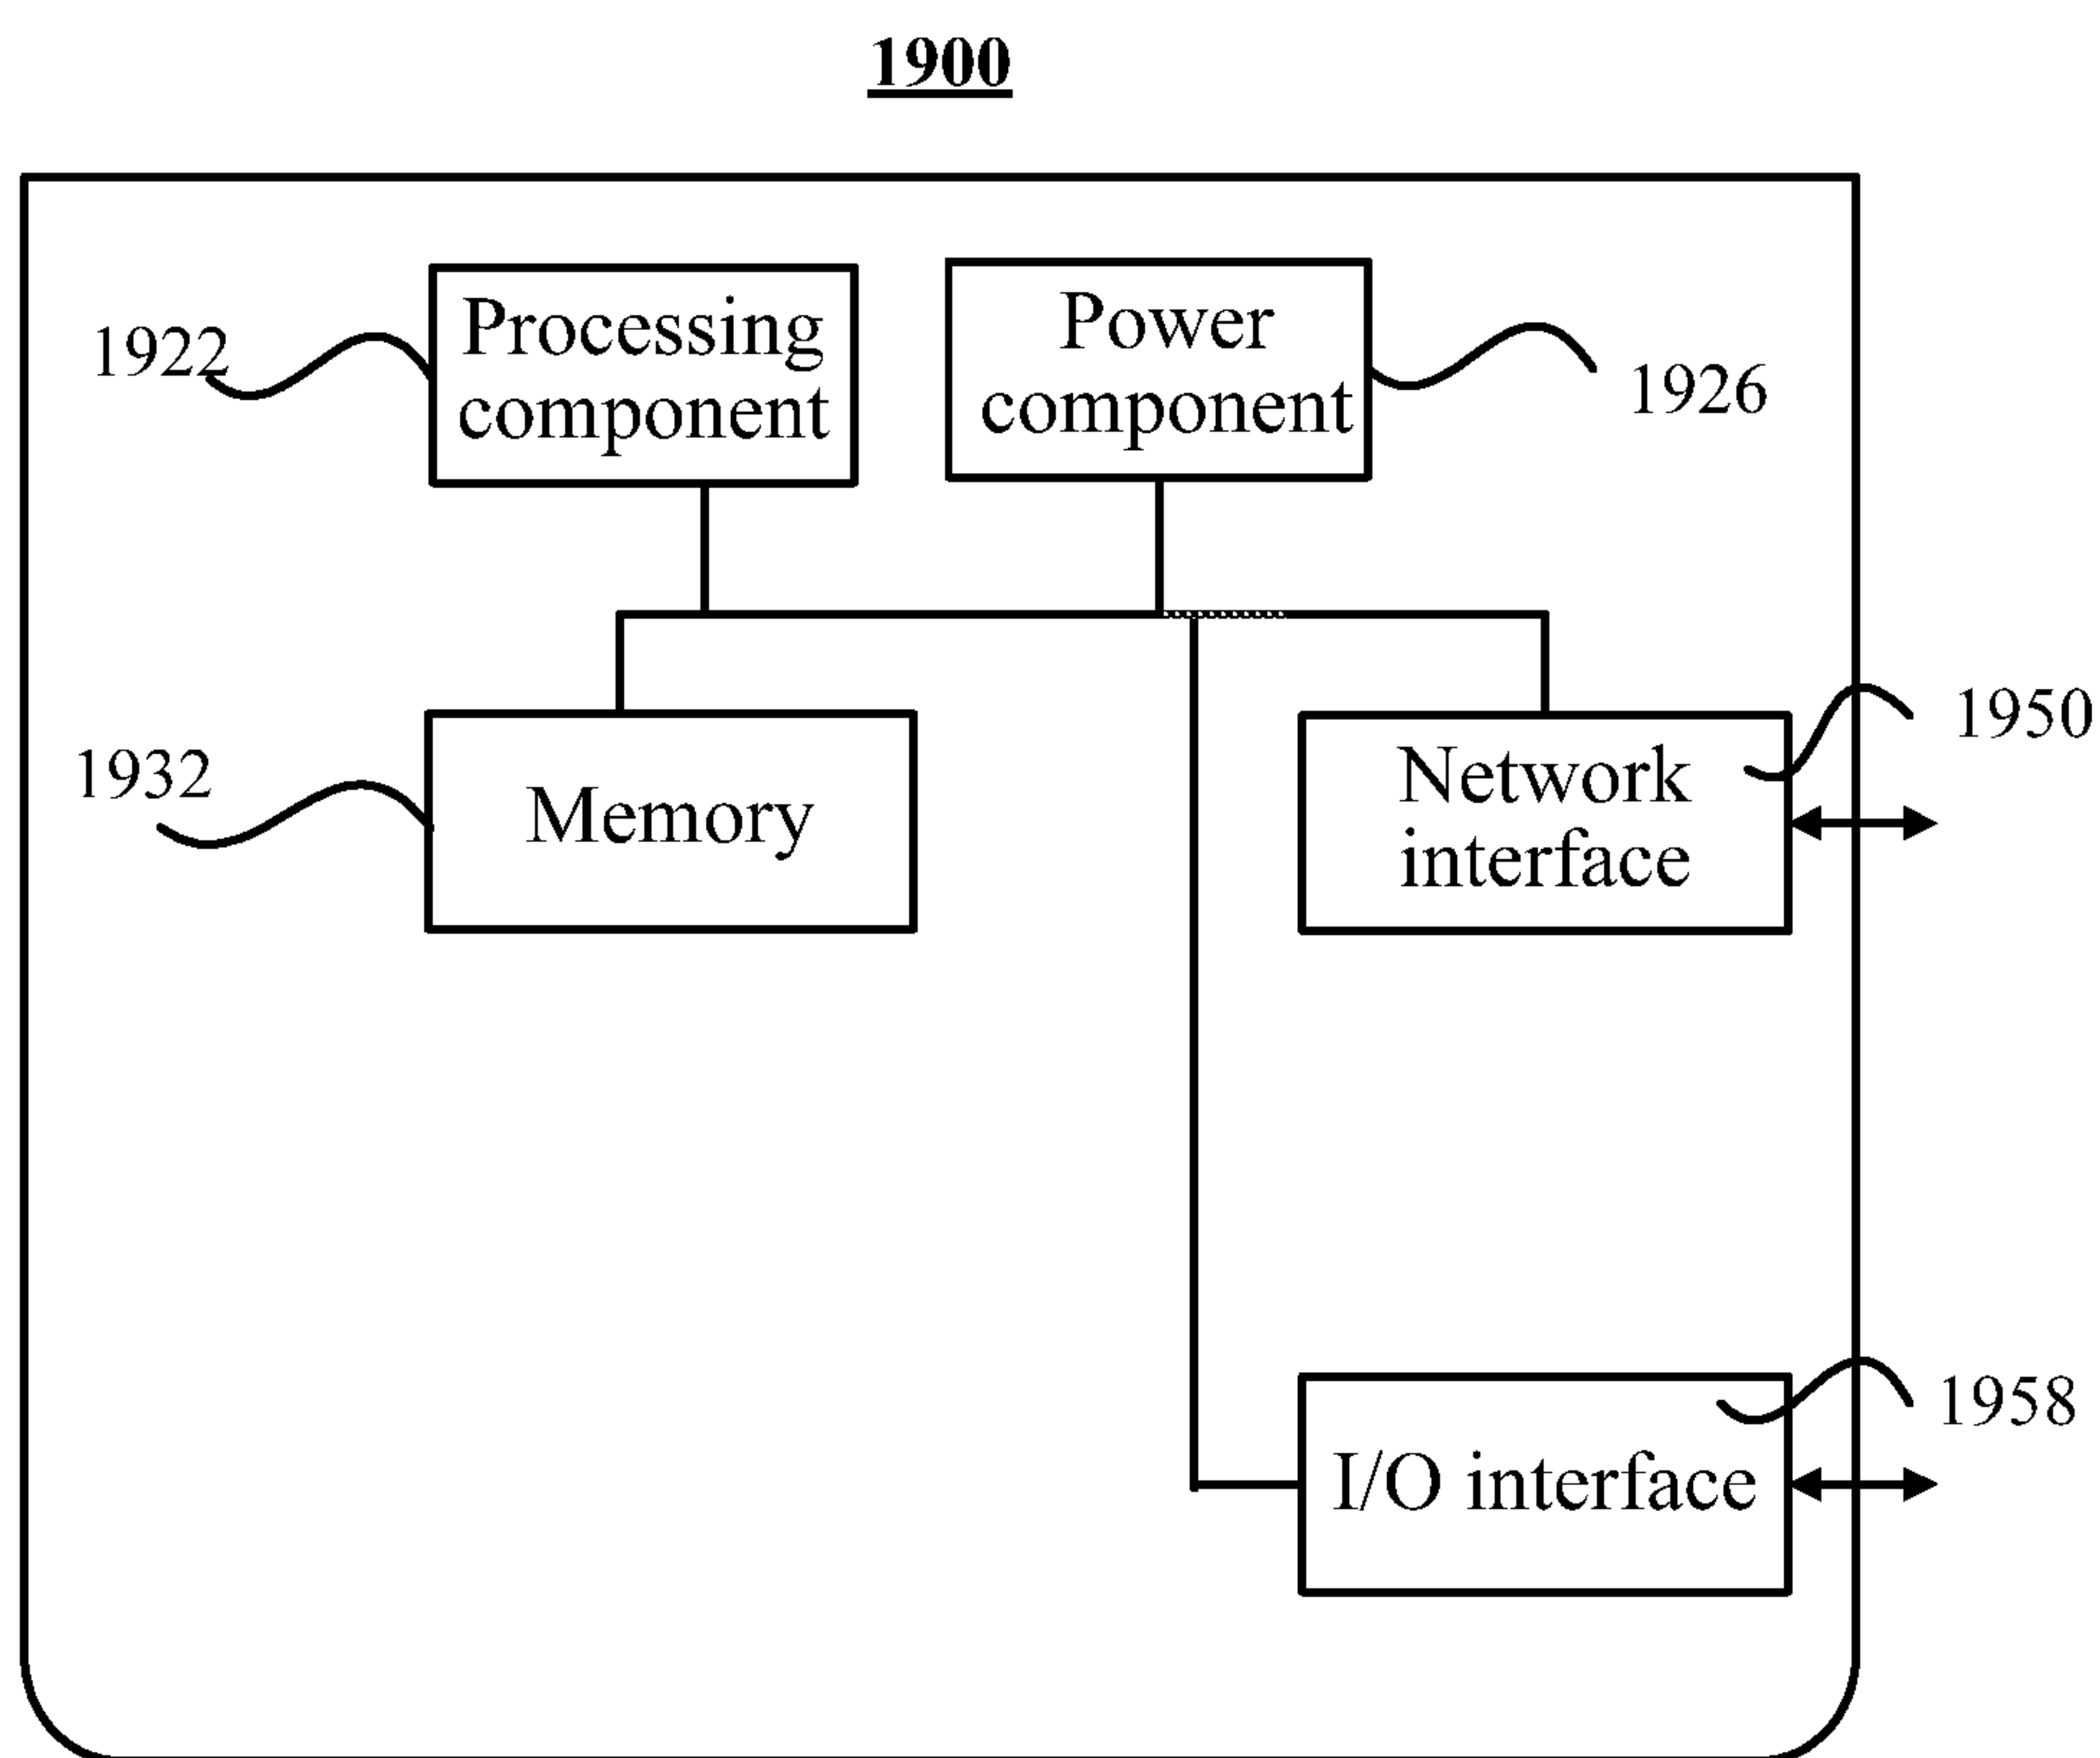 1900
Processing
component
Power
component
1922
1926
1932
Memory
Network
interface
1950
1958
I/O interface